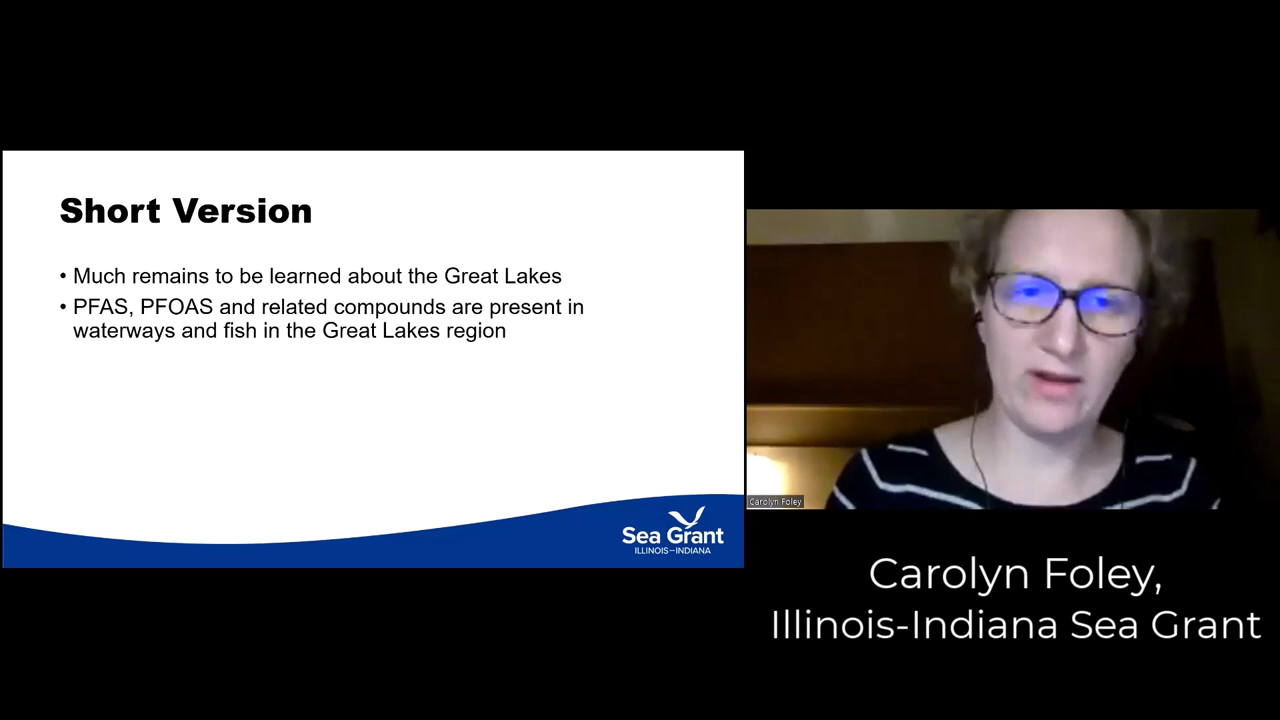 Short Version
• Much remains to be learned about the Great Lakes
• PFAS, PFOAS and related compounds are present in
waterways and fish in the Great Lakes region
Sea Grant
ILLINOIS–INDIANA
Carolyn Foley
Carolyn Foley,
Illinois-Indiana Sea Grant